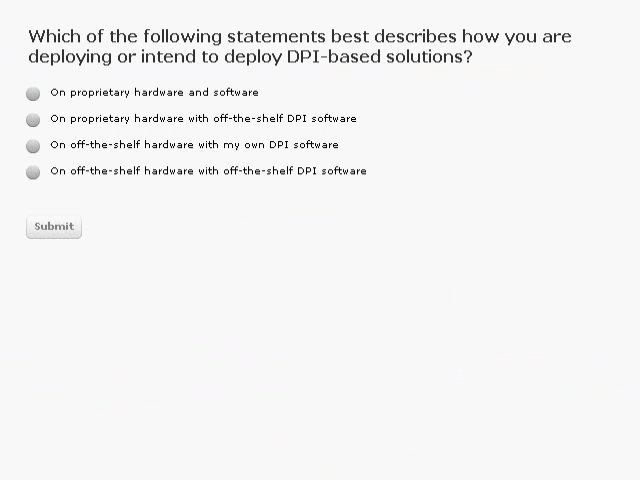 Which of the following statements best describes how you are
deploying or intend to deploy DPI-based solutions?
On proprietary hardware and software
On proprietary hardware with off-the-shelf DPI software
On off-the-shelf hardware with my own DPI software
On off-the-shelf hardware with off-the-shelf DPI software
Submit